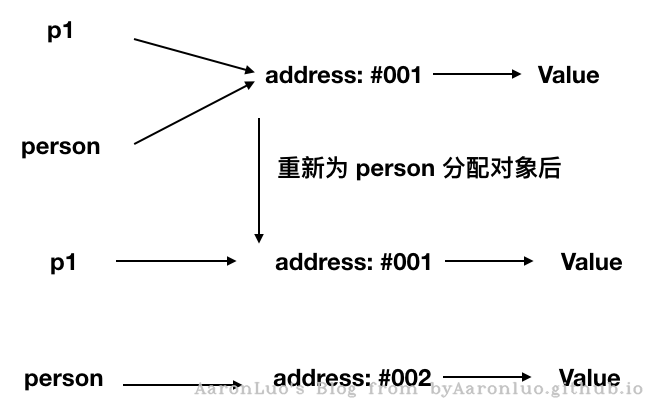 p1
address: #001 Value
person
重新为 person 分配对象后
p1 address: #001 Value
person address: #002 Value
AaronLuo's Blog from byAaronluo.github.io